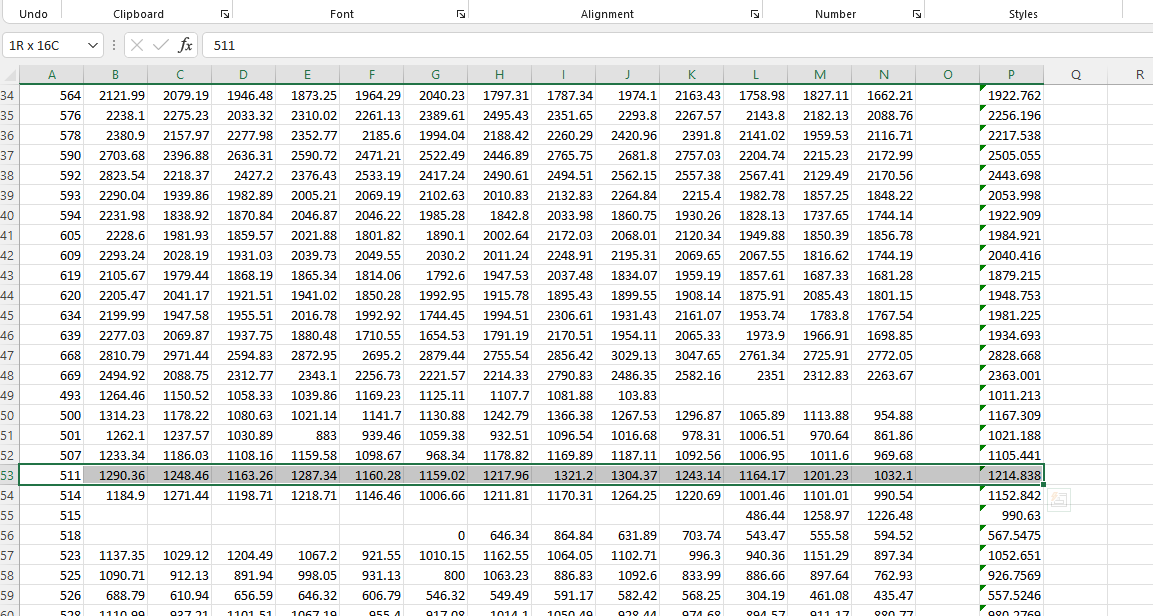 Undo Clipboard Font Alignment Number Styles
1R x 16C fx 511
A B C D E F G H I J K L M N O P Q R
34 564 2121.99 2079.19 1946.48 1873.25 1964.29 2040.23 1797.31 1787.34 1974.1 2163.43 1758.98 1827.11 1662.21 1922.762
35 576 2238.1 2275.23 2033.32 2310.02 2261.13 2389.61 2495.43 2351.65 2293.8 2267.57 2143.8 2182.13 2088.76 2256.196
36 578 2380.9 2157.97 2277.98 2352.77 2185.6 1994.04 2188.42 2260.29 2420.96 2391.8 2141.02 1959.53 2116.71 2217.538
37 590 2703.68 2396.88 2636.31 2590.72 2471.21 2522.49 2446.89 2765.75 2681.8 2757.03 2204.74 2215.23 2172.99 2505.055
38 592 2823.54 2218.37 2427.2 2376.43 2533.19 2417.24 2490.61 2494.51 2562.15 2557.38 2567.41 2129.49 2170.56 2443.698
39 593 2290.04 1939.86 1982.89 2005.21 2069.19 2102.63 2010.83 2132.83 2264.84 2215.4 1982.78 1857.25 1848.22 2053.998
40 594 2231.98 1838.92 1870.84 2046.87 2046.22 1985.28 1842.8 2033.98 1860.75 1930.26 1828.13 1737.65 1744.14 1922.909
41 605 2228.6 1981.93 1859.57 2021.88 1801.82 1890.1 2002.64 2172.03 2068.01 2120.34 1949.88 1850.39 1856.78 1984.921
42 609 2293.24 2028.19 1931.03 2039.73 2049.55 2030.2 2011.24 2248.91 2195.31 2069.65 2067.55 1816.62 1744.19 2040.416
43 619 2105.67 1979.44 1868.19 1865.34 1814.06 1792.6 1947.53 2037.48 1834.07 1959.19 1857.61 1687.33 1681.28 1879.215
44 620 2205.47 2041.17 1921.51 1941.02 1850.28 1992.95 1915.78 1895.43 1899.55 1908.14 1875.91 2085.43 1801.15 1948.753
45 634 2199.99 1947.58 1955.51 2016.78 1992.92 1744.45 1994.51 2306.61 1931.43 2161.07 1953.74 1783.8 1767.54 1981.225
46 639 2277.03 2069.87 1937.75 1880.48 1710.55 1654.53 1791.19 2170.51 1954.11 2065.33 1973.9 1966.91 1698.85 1934.693
47 668 2810.79 2971.44 2594.83 2872.95 2695.2 2879.44 2755.54 2856.42 3029.13 3047.65 2761.34 2725.91 2772.05 2828.668
48 669 2494.92 2088.75 2312.77 2343.1 2256.73 2221.57 2214.33 2790.83 2486.35 2582.16 2351 2312.83 2263.67 2363.001
49 493 1264.46 1150.52 1058.33 1039.86 1169.23 1125.11 1107.7 1081.88 103.83 1011.213
50 500 1314.23 1178.22 1080.63 1021.14 1141.7 1130.88 1242.79 1366.38 1267.53 1296.87 1065.89 1113.88 954.88 1167.309
51 501 1262.1 1237.57 1030.89 883 939.46 1059.38 932.51 1096.54 1016.68 978.31 1006.51 970.64 861.86 1021.188
52 507 1233.34 1186.03 1108.16 1159.58 1098.67 968.34 1178.82 1169.89 1187.11 1092.56 1006.95 1011.6 969.68 1105.441
53 511 1290.36 1248.46 1163.26 1287.34 1160.28 1159.02 1217.96 1321.2 1304.37 1243.14 1164.17 1201.23 1032.1 1214.838
54 514 1184.9 1271.44 1198.71 1218.71 1146.46 1006.66 1211.81 1170.31 1264.25 1220.69 1001.46 1101.01 990.54 1152.842
55 515 486.44 1258.97 1226.48 990.63
56 518 0 646.34 864.84 631.89 703.74 543.47 555.58 594.52 567.5475
57 523 1137.35 1029.12 1204.49 1067.2 921.55 1010.15 1162.55 1064.05 1102.71 996.3 940.36 1151.29 897.34 1052.651
58 525 1090.71 912.13 891.94 998.05 931.13 800 1063.23 886.83 1092.6 833.99 886.66 897.64 762.93 926.7569
59 526 688.79 610.94 656.59 646.32 606.79 546.32 549.49 591.17 582.42 568.25 304.19 461.08 435.47 557.5246
60 528 1110.99 937.21 1101.51 1067.19 955.4 917.08 1014.1 1050.49 928.44 974.68 894.57 911.17 880.77 980.2769